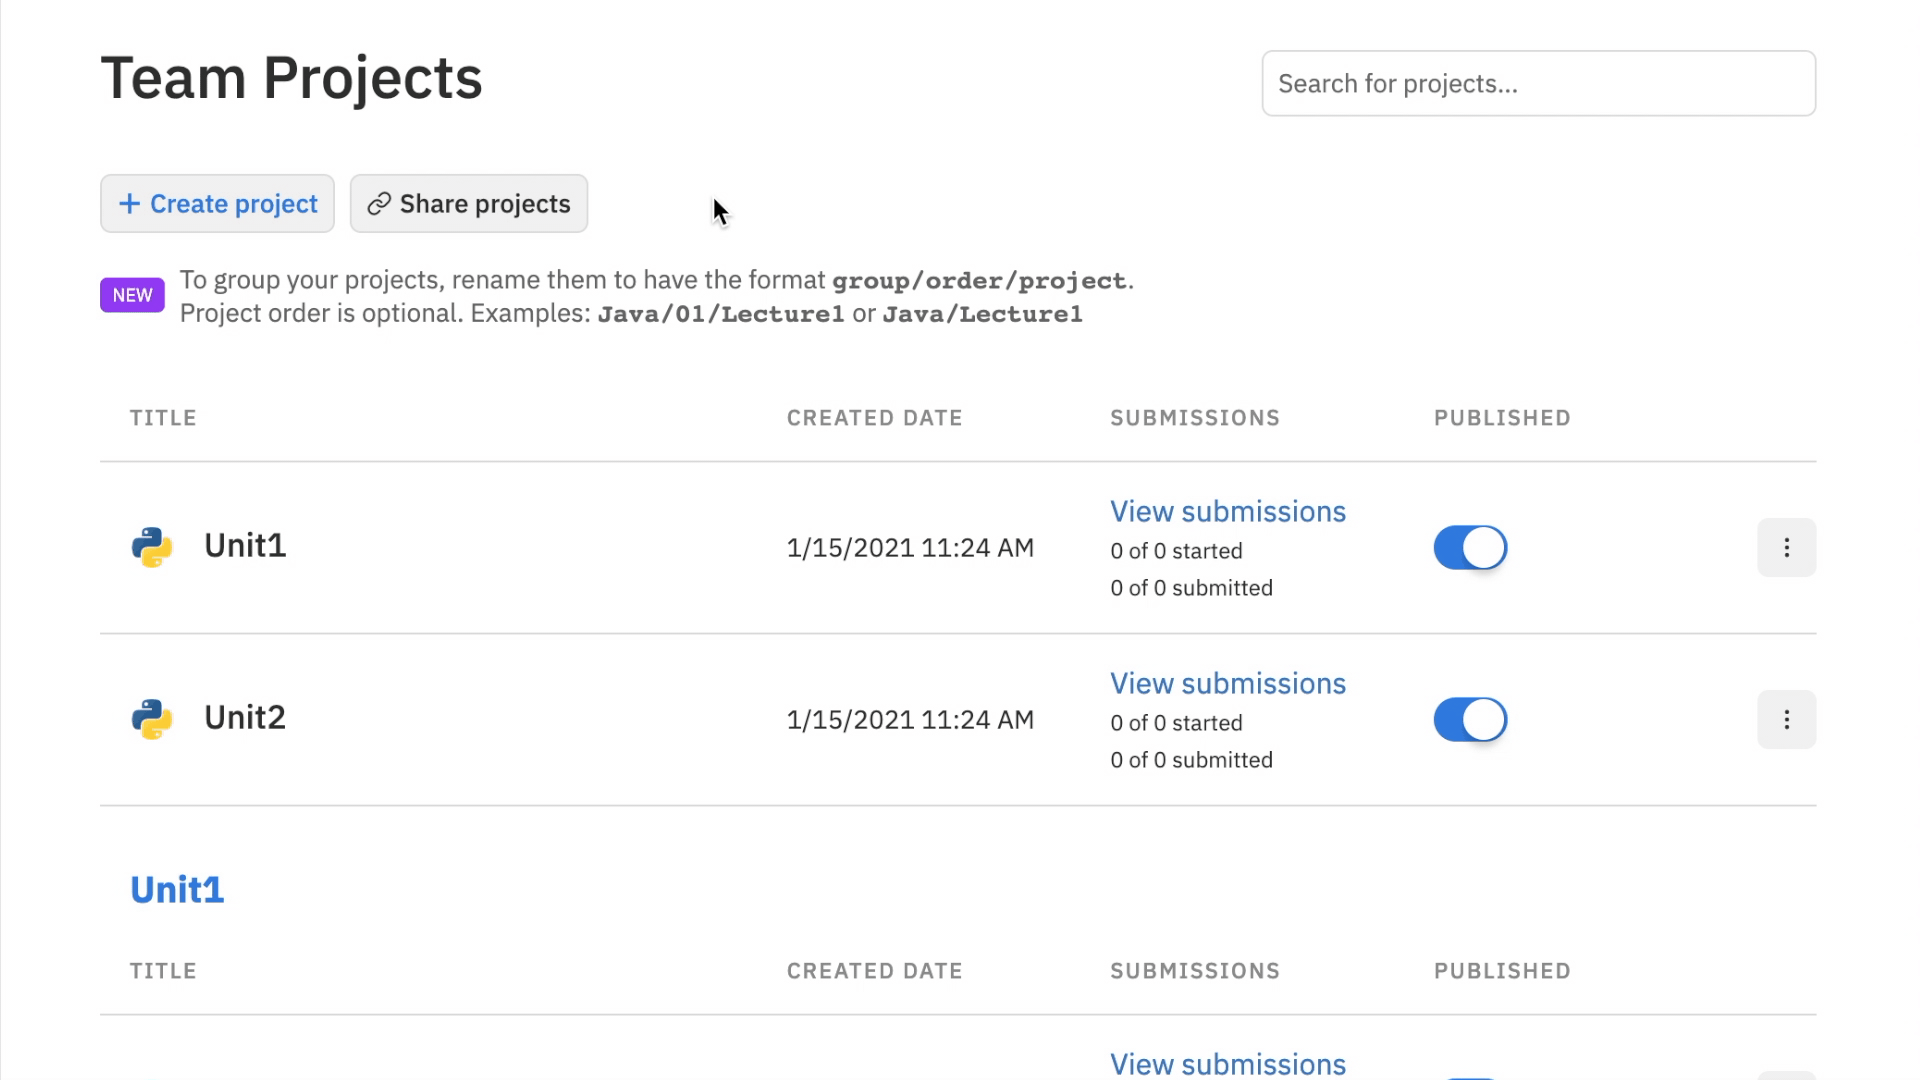 Team Projects
Search for projects...
+ Create project
Share projects
NEW
To group your projects, rename them to have the format group/order/project.
Project order is optional. Examples: Java/01/Lecture1 or Java/Lecture1
TITLE CREATED DATE SUBMISSIONS PUBLISHED
Unit1 1/15/2021 11:24 AM View submissions
0 of 0 started
0 of 0 submitted
Unit2 1/15/2021 11:24 AM View submissions
0 of 0 started
0 of 0 submitted
Unit1
TITLE CREATED DATE SUBMISSIONS PUBLISHED
View submissions